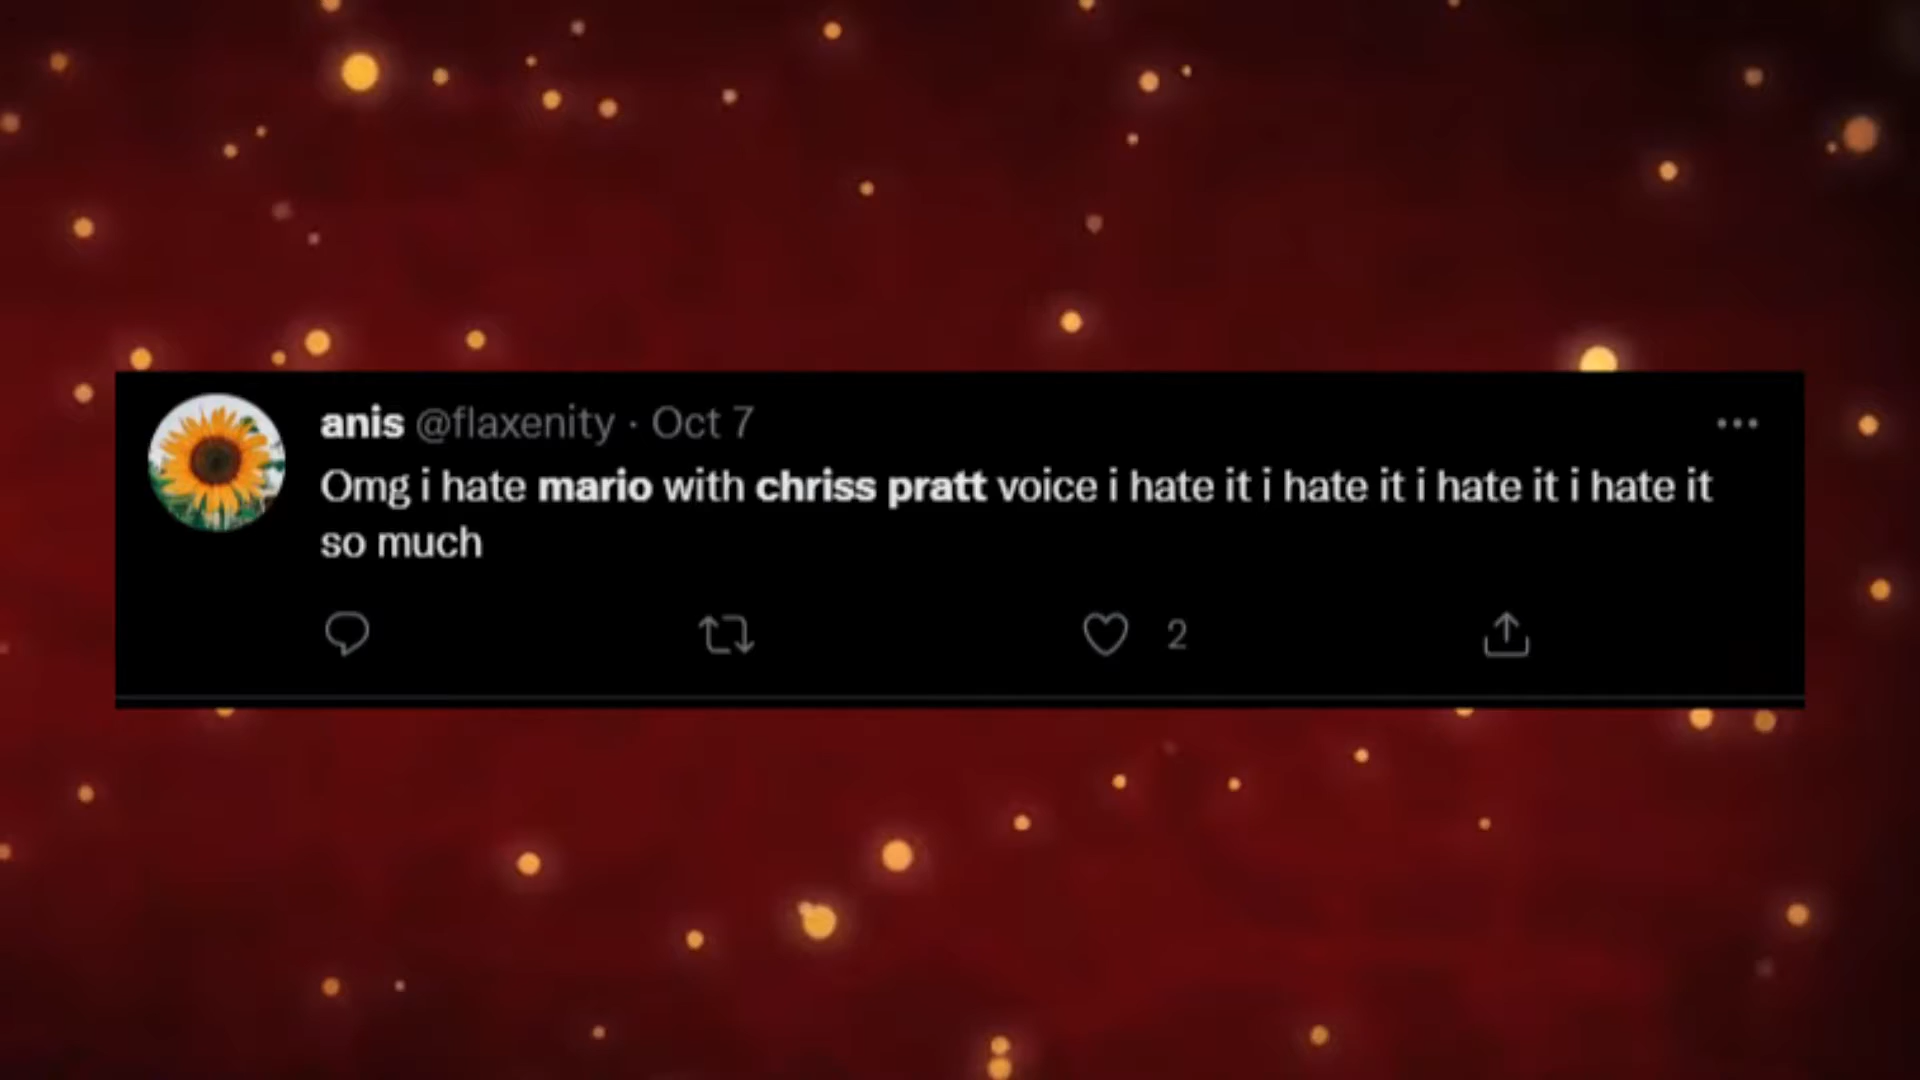 anis @flaxenity · Oct 7
Omg i hate mario with chriss pratt voice i hate it i hate it i hate it i hate it
so much
2